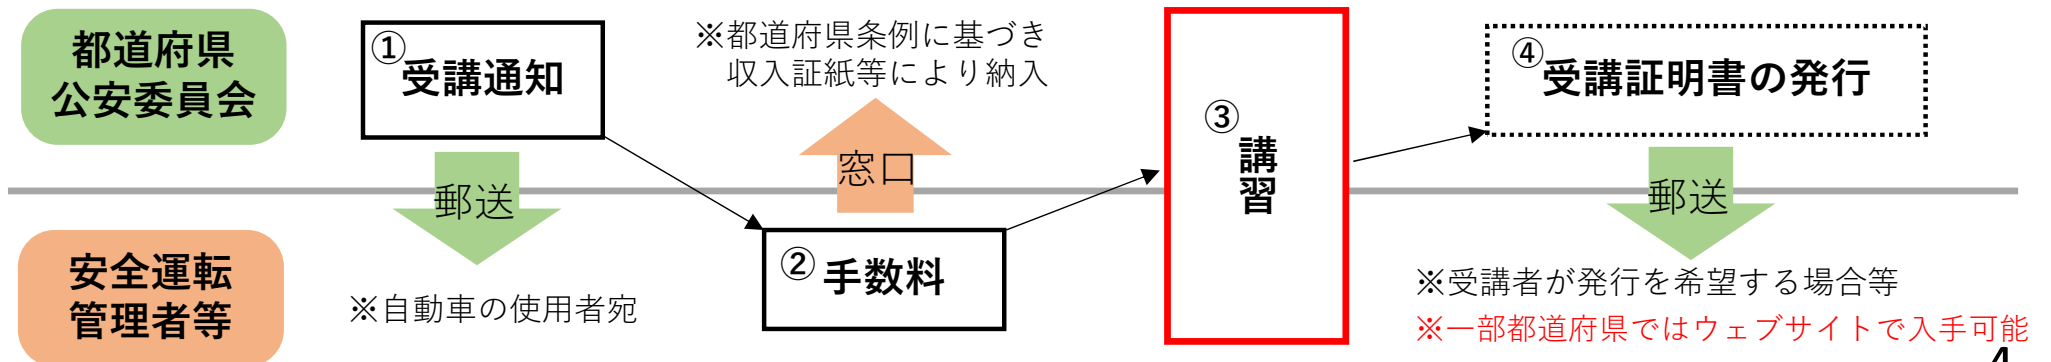 都道府県
公安委員会
①
受講通知
郵送
※自動車の使用者宛
※都道府県条例に基づき
収入証紙等により納入
窓口
②
手数料
③
講習
④
受講証明書の発行
郵送
※受講者が発行を希望する場合等
※一部都道府県ではウェブサイトで入手可能
安全運転
管理者等
4